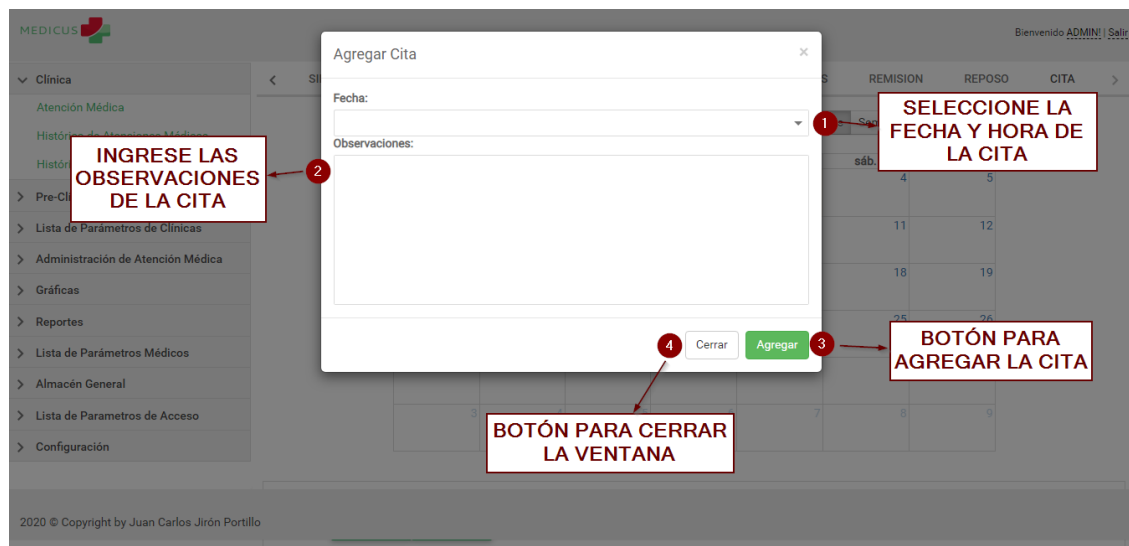 MEDICUS
Bienvenido ADMIN! | Salir
Agregar Cita
×
Clínica
REMISION
REPOSO
CITA
Fecha:
Atención Médica
1
SELECCIONE LA
FECHA Y HORA DE
LA CITA
Observaciones:
INGRESE LAS
OBSERVACIONES
DE LA CITA
2
sáb.
4
5
Lista de Parámetros de Clínicas
11
12
Administración de Atención Médica
18
19
Gráficas
Reportes
25
26
4
Cerrar
Agregar
3
BOTÓN PARA
AGREGAR LA CITA
Lista de Parámetros Médicos
Almacén General
Lista de Parametros de Acceso
3
7
8
9
BOTÓN PARA CERRAR
LA VENTANA
Configuración
2020 © Copyright by Juan Carlos Jirón Portillo